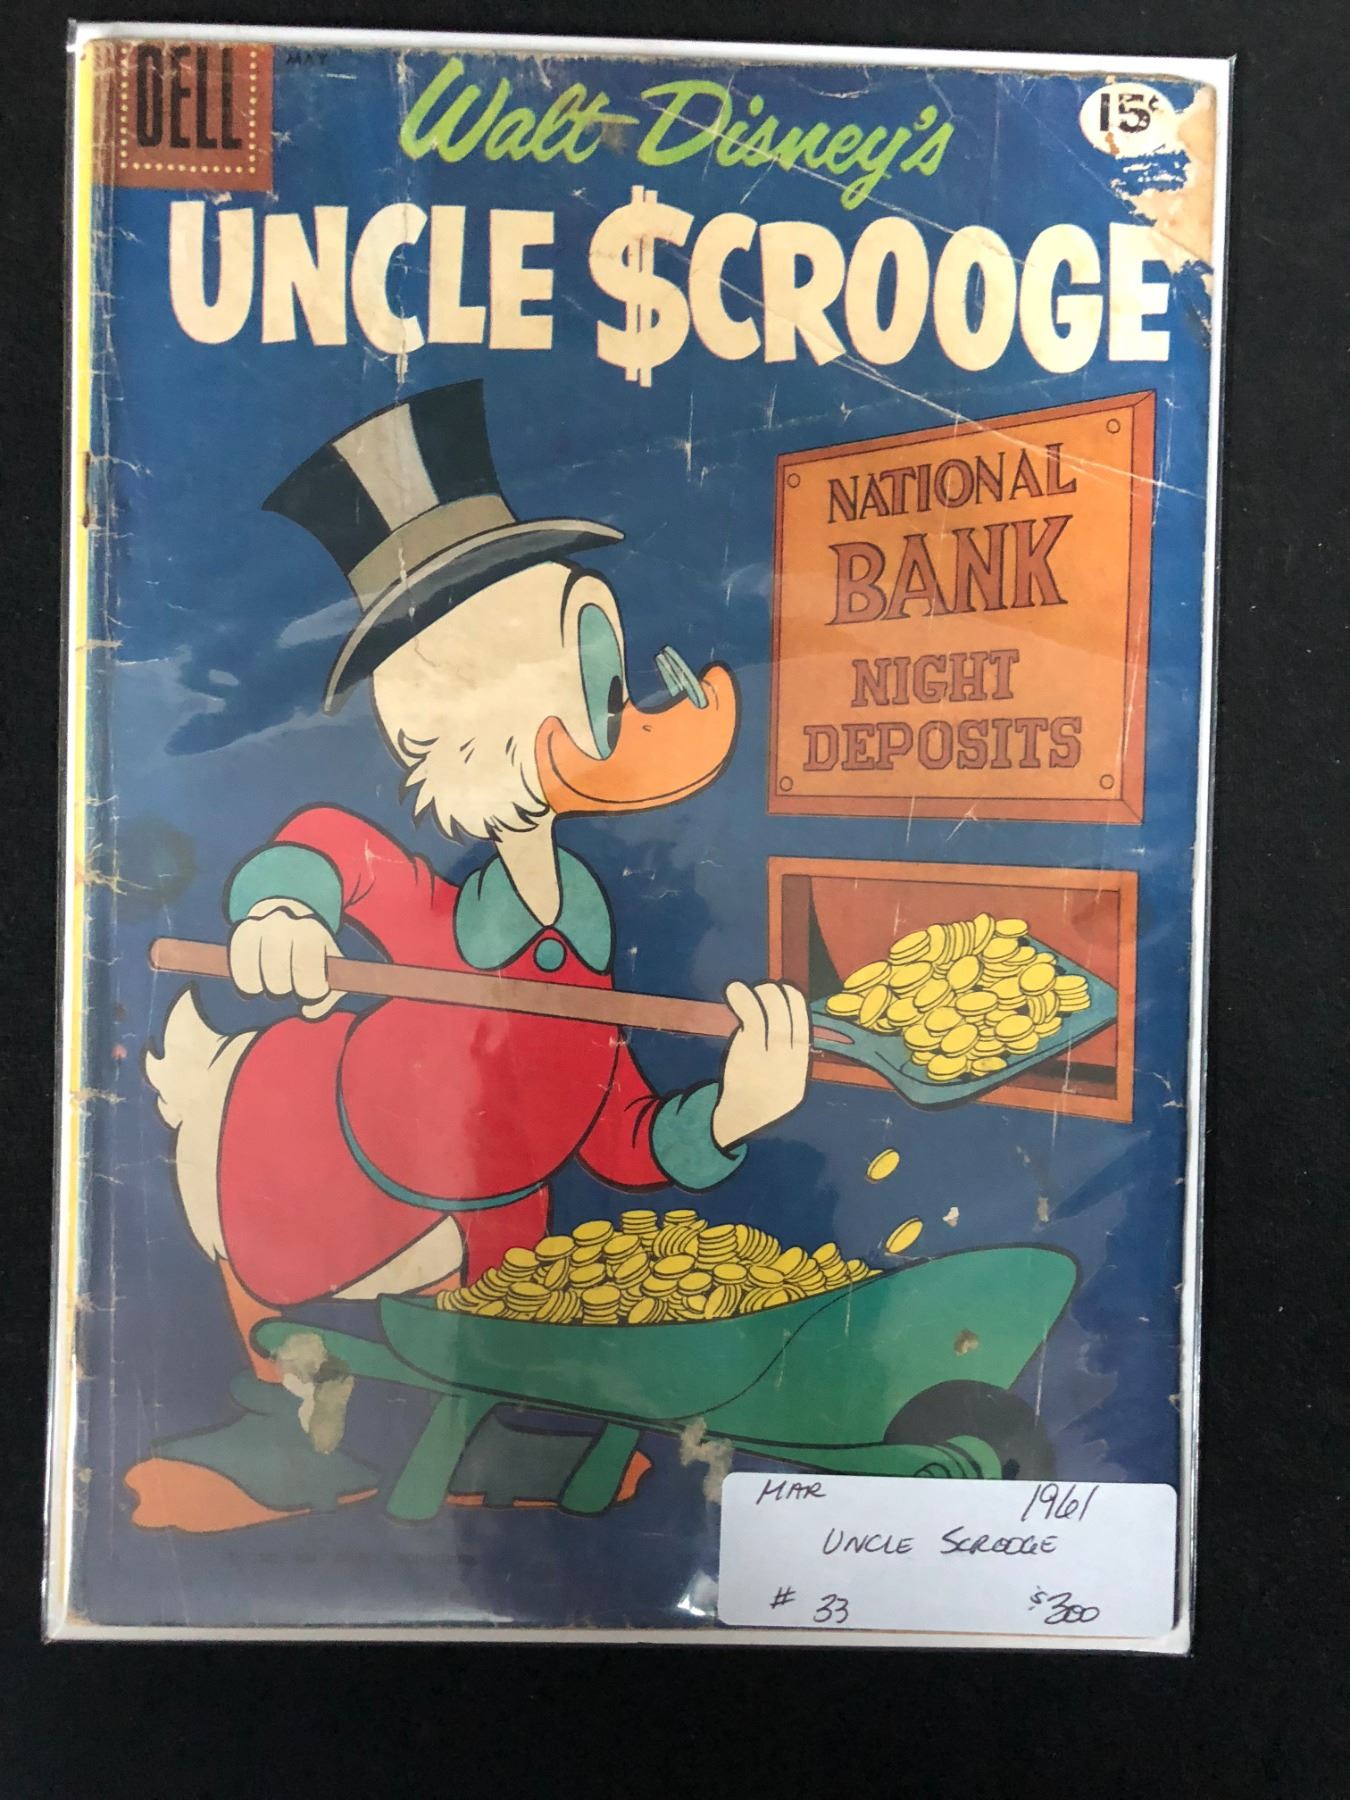 DELL
MAY
Walt Disney's
15¢
UNCLE $CROOGE
NATIONAL
BANK
NIGHT
DEPOSITS
MAR 1961
UNCLE SCROOGE
# 33 $300